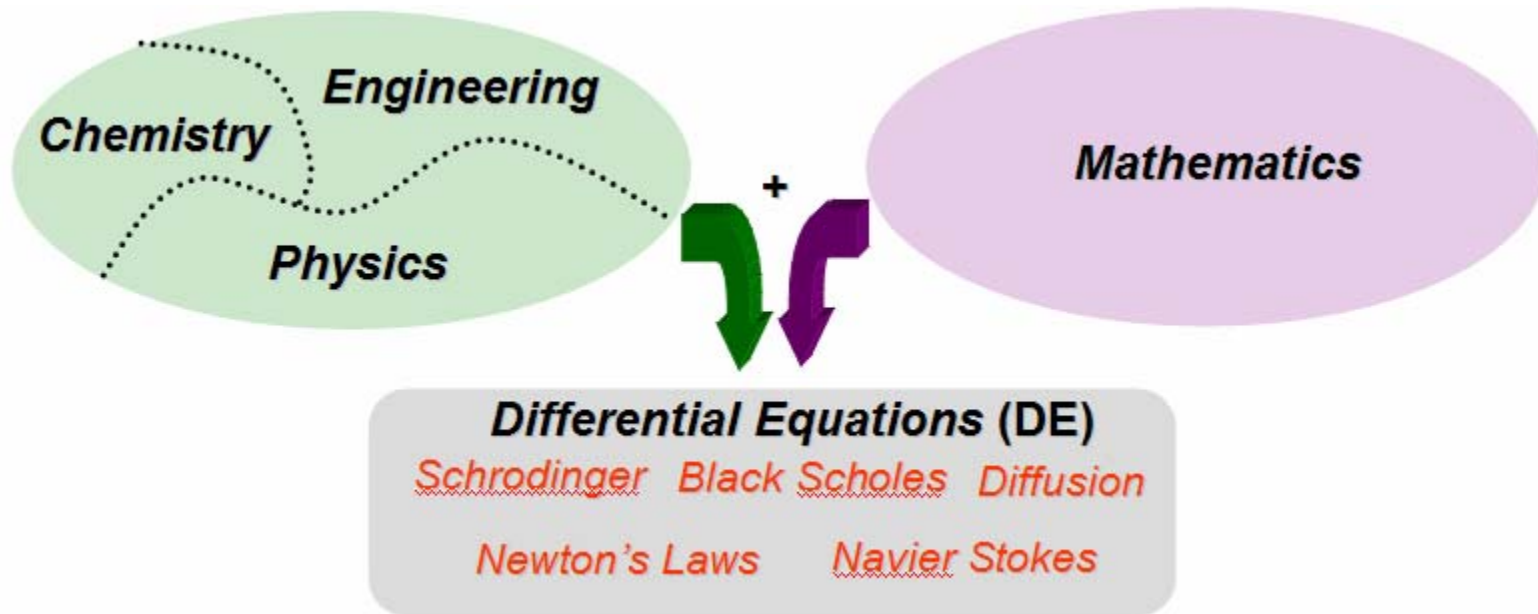 Engineering
Chemistry
Physics
+
Mathematics
Differential Equations (DE)
Schrodinger Black Scholes Diffusion
Newton's Laws Navier Stokes